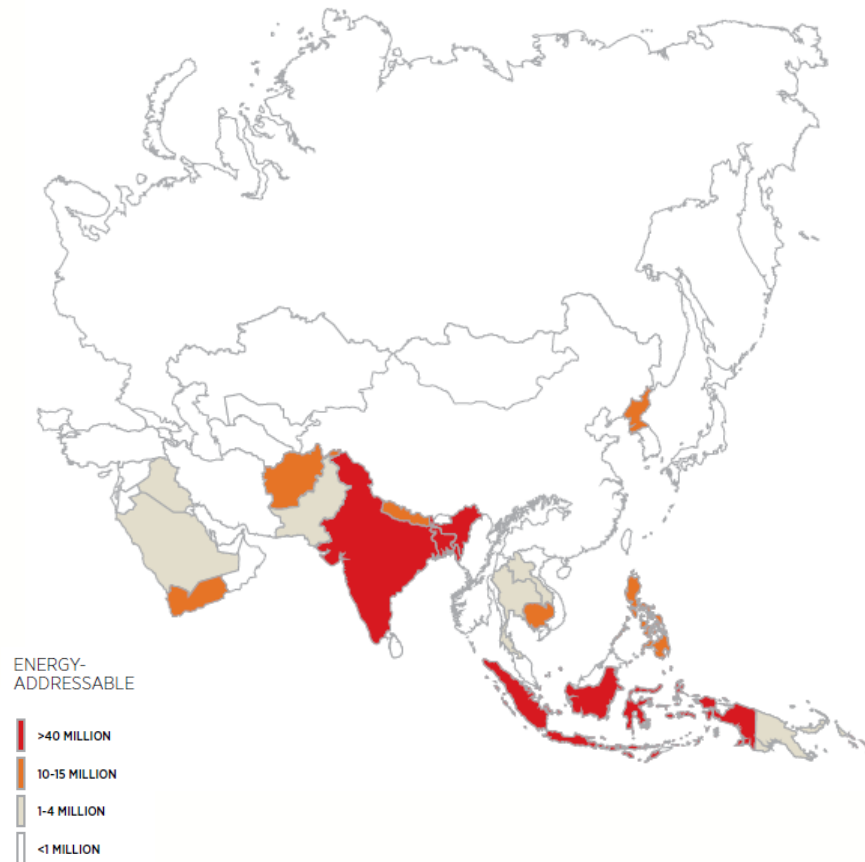 ENERGY-
ADDRESSABLE
>40 MILLION
10-15 MILLION
1-4 MILLION
<1 MILLION